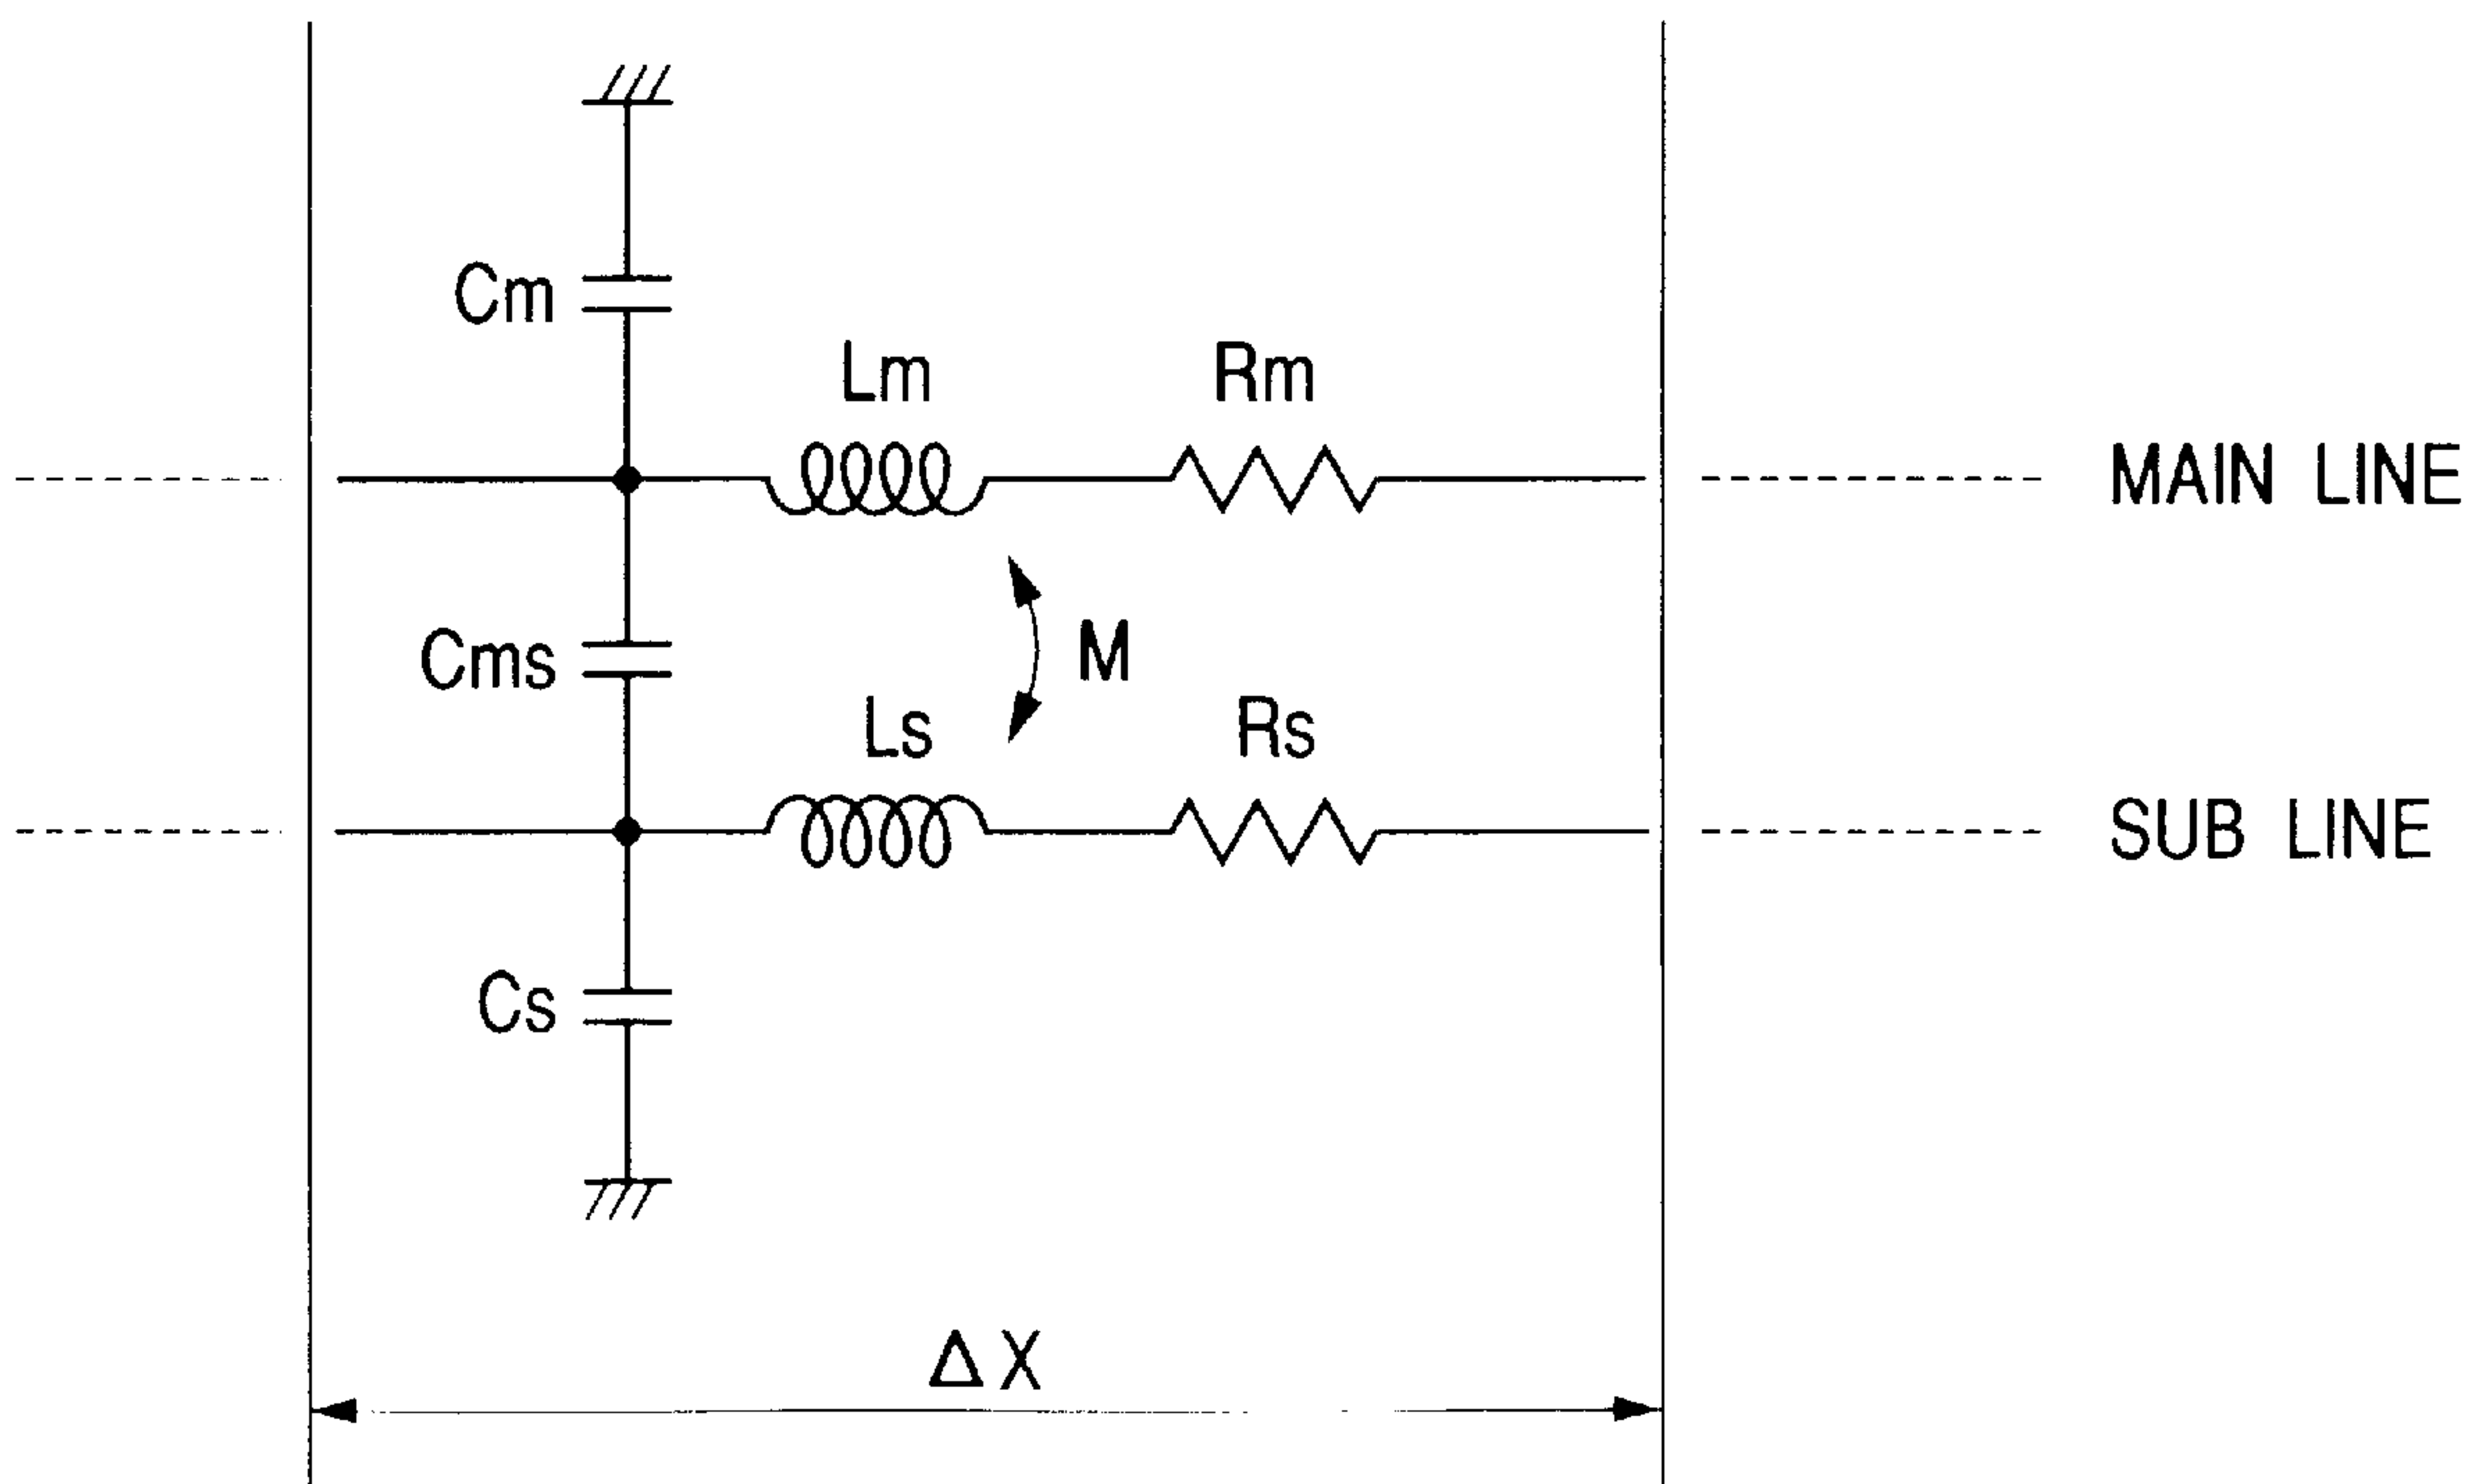 Cm
Lm
Rm
MAIN LINE
Cms
M
Ls
Rs
SUB LINE
Cs
ΔX